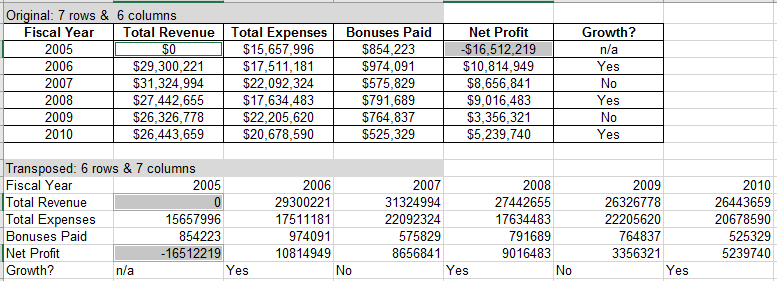 Original: 7 rows & 6 columns
Fiscal Year Total Revenue Total Expenses Bonuses Paid Net Profit Growth?
2005 $0 $15,657,996 $854,223 -$16,512,219 n/a
2006 $29,300,221 $17,511,181 $974,091 $10,814,949 Yes
2007 $31,324,994 $22,092,324 $575,829 $8,656,841 No
2008 $27,442,655 $17,634,483 $791,689 $9,016,483 Yes
2009 $26,326,778 $22,205,620 $764,837 $3,356,321 No
2010 $26,443,659 $20,678,590 $525,329 $5,239,740 Yes
Transposed: 6 rows & 7 columns
Fiscal Year 2005 2006 2007 2008 2009 2010
Total Revenue 0 29300221 31324994 27442655 26326778 26443659
Total Expenses 15657996 17511181 22092324 17634483 22205620 20678590
Bonuses Paid 854223 974091 575829 791689 764837 525329
Net Profit -16512219 10814949 8656841 9016483 3356321 5239740
Growth? n/a Yes No Yes No Yes